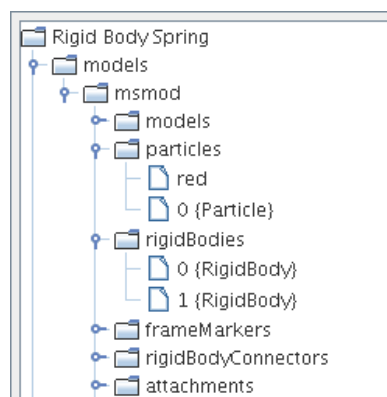 Rigid Body Spring
models
msmod
models
particles
red
0 {Particle}
rigidBodies
0 {RigidBody}
1 {RigidBody}
frameMarkers
rigidBodyConnectors
attachments